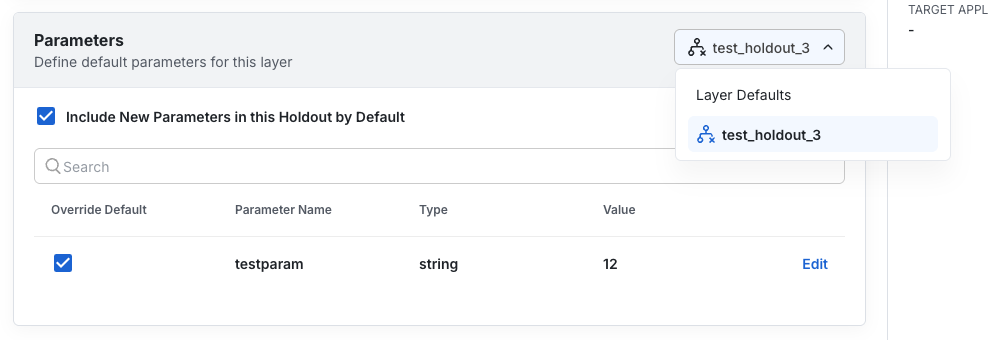 TARGET APPL
-
Parameters
Define default parameters for this layer
test_holdout_3
Layer Defaults
test_holdout_3
Include New Parameters in this Holdout by Default
Search
Override Default Parameter Name Type Value
testparam string 12 Edit